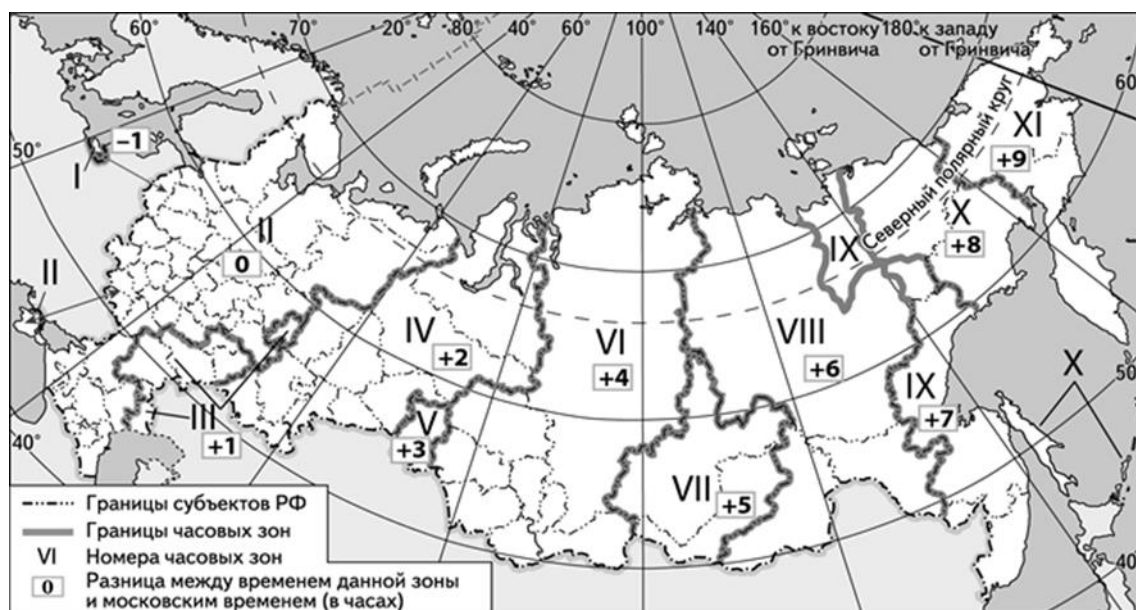 60°
70°
80°
100°
120°
140°
160° к востоку
от Гринвича
180° к западу
от Гринвича
60°
50°
40°
50°
40°
Северный полярный круг
I
–1
II
0
II
III
+1
IV
+2
V
+3
VI
+4
VII
+5
VIII
+6
IX
IX
+7
X
+8
XI
+9
X
Границы субъектов РФ
Границы часовых зон
VI Номера часовых зон
0 Разница между временем данной зоны
и московским временем (в часах)